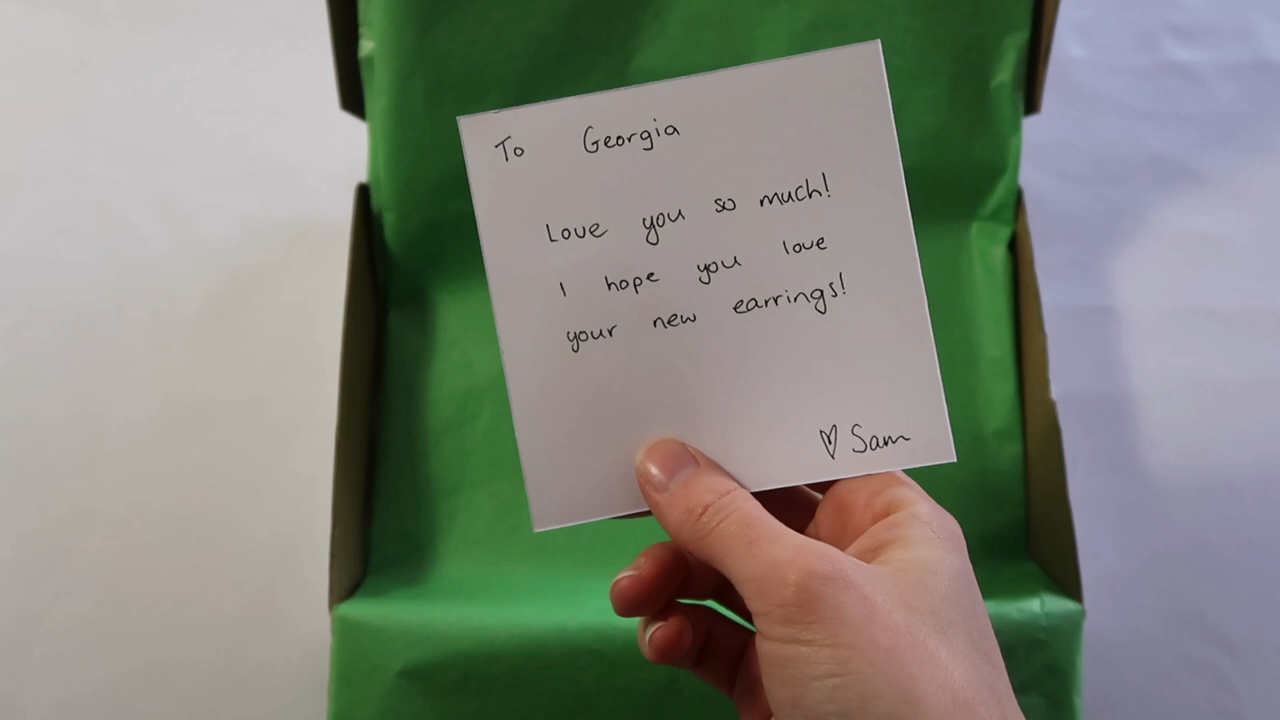 To Georgia
Love you so much!
I hope you love
your new earrings!
♡ Sam